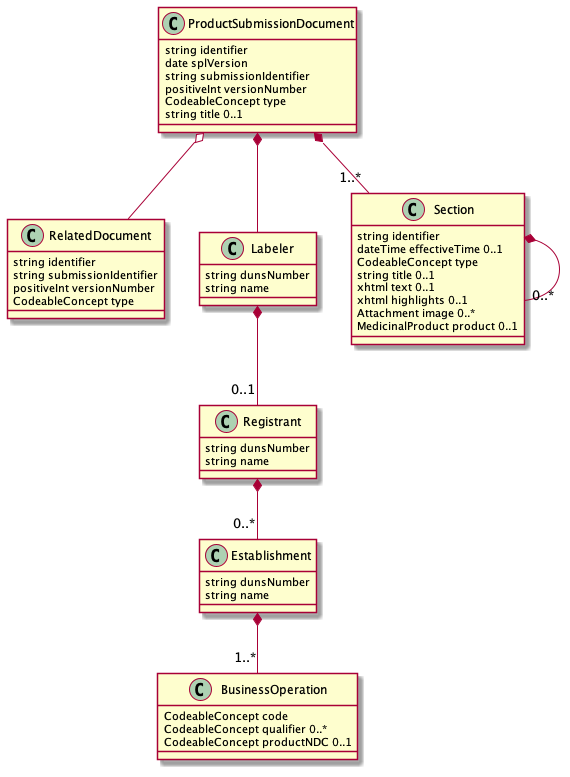 C ProductSubmissionDocument
string identifier
date splVersion
string submissionIdentifier
positiveInt versionNumber
CodeableConcept type
string title 0..1
1..*
C RelatedDocument
string identifier
string submissionIdentifier
positiveInt versionNumber
CodeableConcept type
C Labeler
string dunsNumber
string name
C Section
string identifier
dateTime effectiveTime 0..1
CodeableConcept type
string title 0..1
xhtml text 0..1
xhtml highlights 0..1
Attachment image 0..*
MedicinalProduct product 0..1
0..*
0..1
C Registrant
string dunsNumber
string name
0..*
C Establishment
string dunsNumber
string name
1..*
C BusinessOperation
CodeableConcept code
CodeableConcept qualifier 0..*
CodeableConcept productNDC 0..1